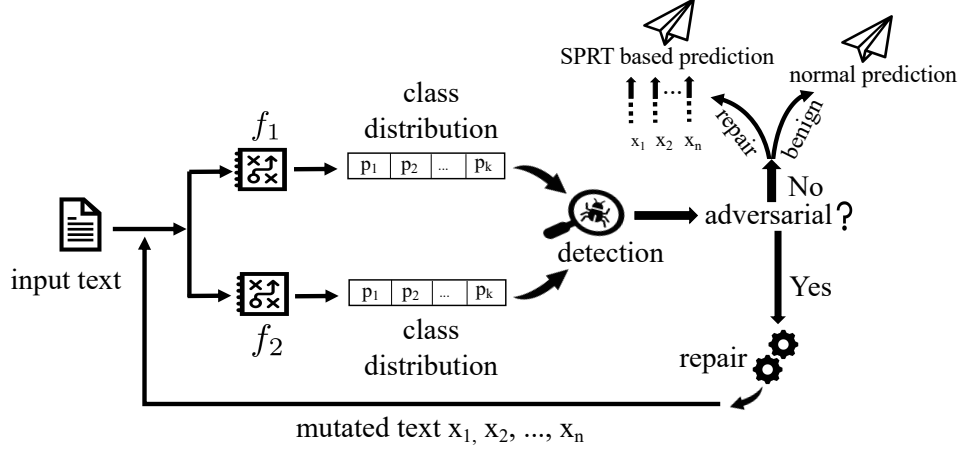 SPRT based prediction
normal prediction
...
x₁ x₂ xₙ
repair
benign
class
distribution
f₁
p₁ p₂ ... pₖ
No
adversarial?
detection
input text
p₁ p₂ ... pₖ
f₂
class
distribution
Yes
repair
mutated text x₁, x₂, ..., xₙ